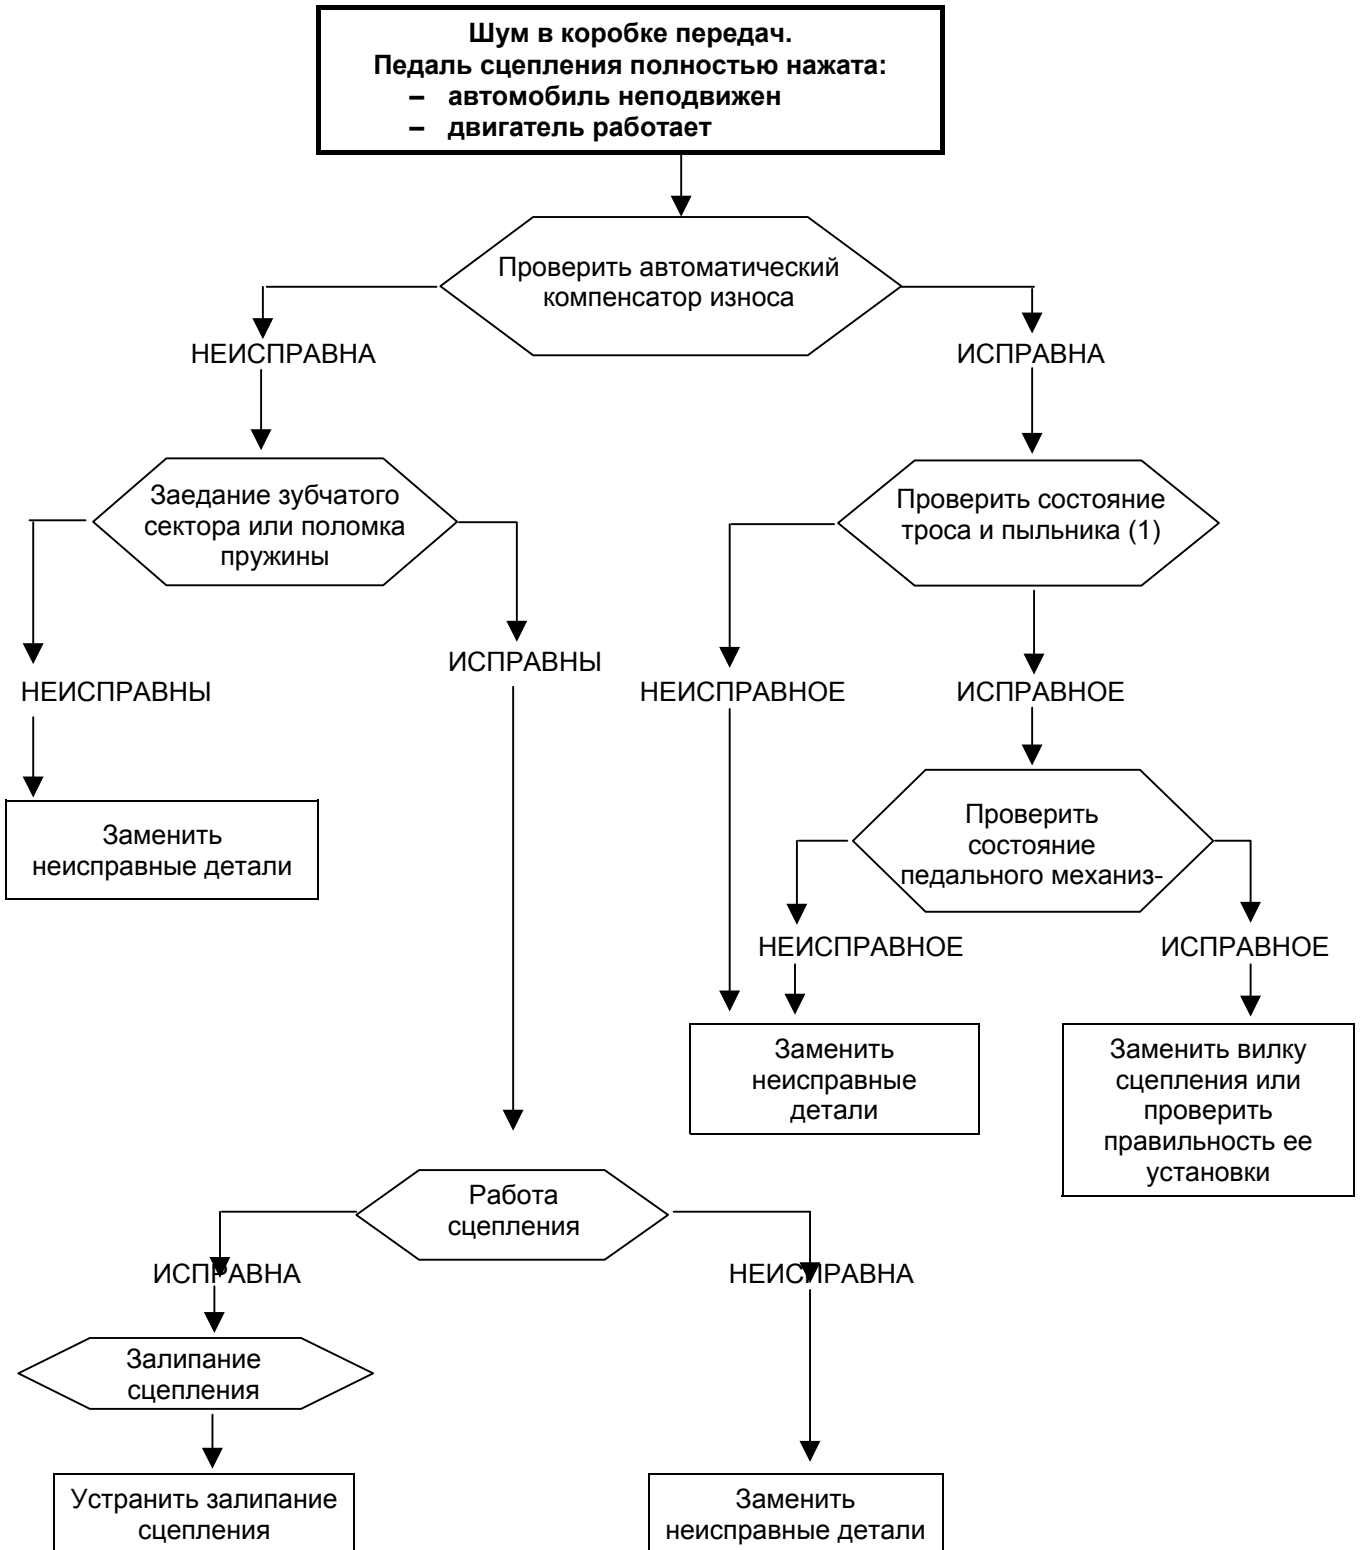 Шум в коробке передач.
Педаль сцепления полностью нажата:
– автомобиль неподвижен
– двигатель работает
Проверить автоматический
компенсатор износа
НЕИСПРАВНА
ИСПРАВНА
Заедание зубчатого
сектора или поломка
пружины
Проверить состояние
троса и пыльника (1)
НЕИСПРАВНЫ
ИСПРАВНЫ
НЕИСПРАВНОЕ
ИСПРАВНОЕ
Заменить
неисправные детали
Проверить
состояние
педального механиз-
НЕИСПРАВНОЕ
ИСПРАВНОЕ
Заменить
неисправные
детали
Заменить вилку
сцепления или
проверить
правильность ее
установки
Работа
сцепления
ИСПРАВНА
НЕИСПРАВНА
Залипание
сцепления
Устранить залипание
сцепления
Заменить
неисправные детали